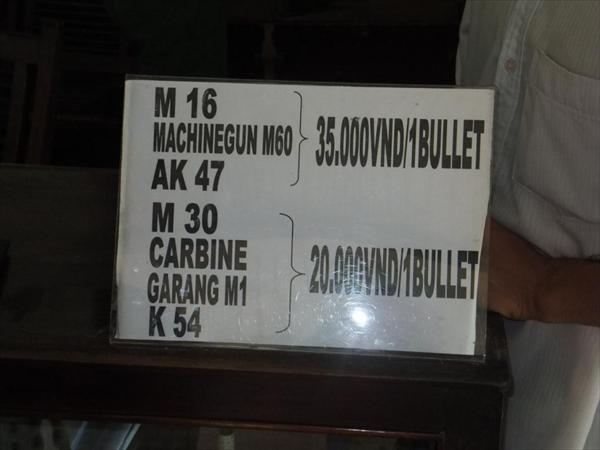 M 16
MACHINEGUN M60
AK 47
35.000VND/1BULLET
M 30
CARBINE
GARANG M1
K 54
20.000VND/1BULLET